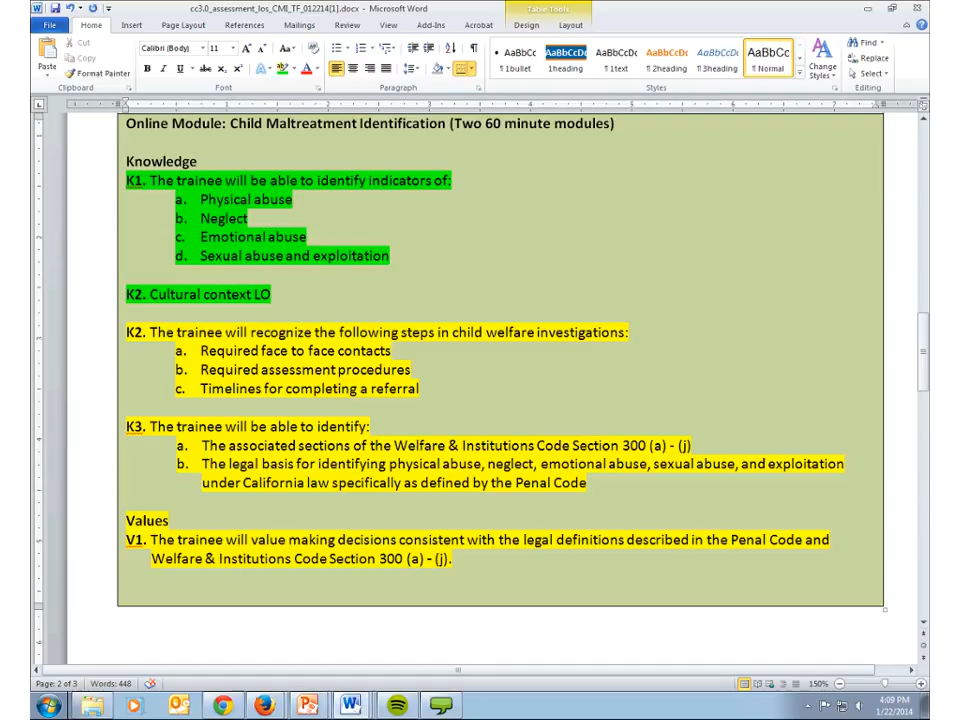 cc3.0_assessment_los_CMI_TF_012214[1].docx - Microsoft Word
Table Tools
File Home Insert Page Layout References Mailings Review View Add-Ins Acrobat Design Layout
Paste
Cut
Copy
Format Painter
Clipboard
Calibri (Body) 11
Font
Paragraph
AaBbCc AaBbCcDc AaBbCcDc AaBbCcDc AaBbCcDc AaBbCc
¶ 1bullet 1heading ¶ 1text ¶ 2heading ¶ 3heading ¶ Normal
Styles
Change Styles
Find
Replace
Select
Editing
Online Module: Child Maltreatment Identification (Two 60 minute modules)
Knowledge
K1. The trainee will be able to identify indicators of:
a. Physical abuse
b. Neglect
c. Emotional abuse
d. Sexual abuse and exploitation
K2. Cultural context LO
K2. The trainee will recognize the following steps in child welfare investigations:
a. Required face to face contacts
b. Required assessment procedures
c. Timelines for completing a referral
K3. The trainee will be able to identify:
a. The associated sections of the Welfare & Institutions Code Section 300 (a) - (j)
b. The legal basis for identifying physical abuse, neglect, emotional abuse, sexual abuse, and exploitation
under California law specifically as defined by the Penal Code
Values
V1. The trainee will value making decisions consistent with the legal definitions described in the Penal Code and
Welfare & Institutions Code Section 300 (a) - (j).
Page: 2 of 3 Words: 448 150%
4:09 PM
1/22/2014